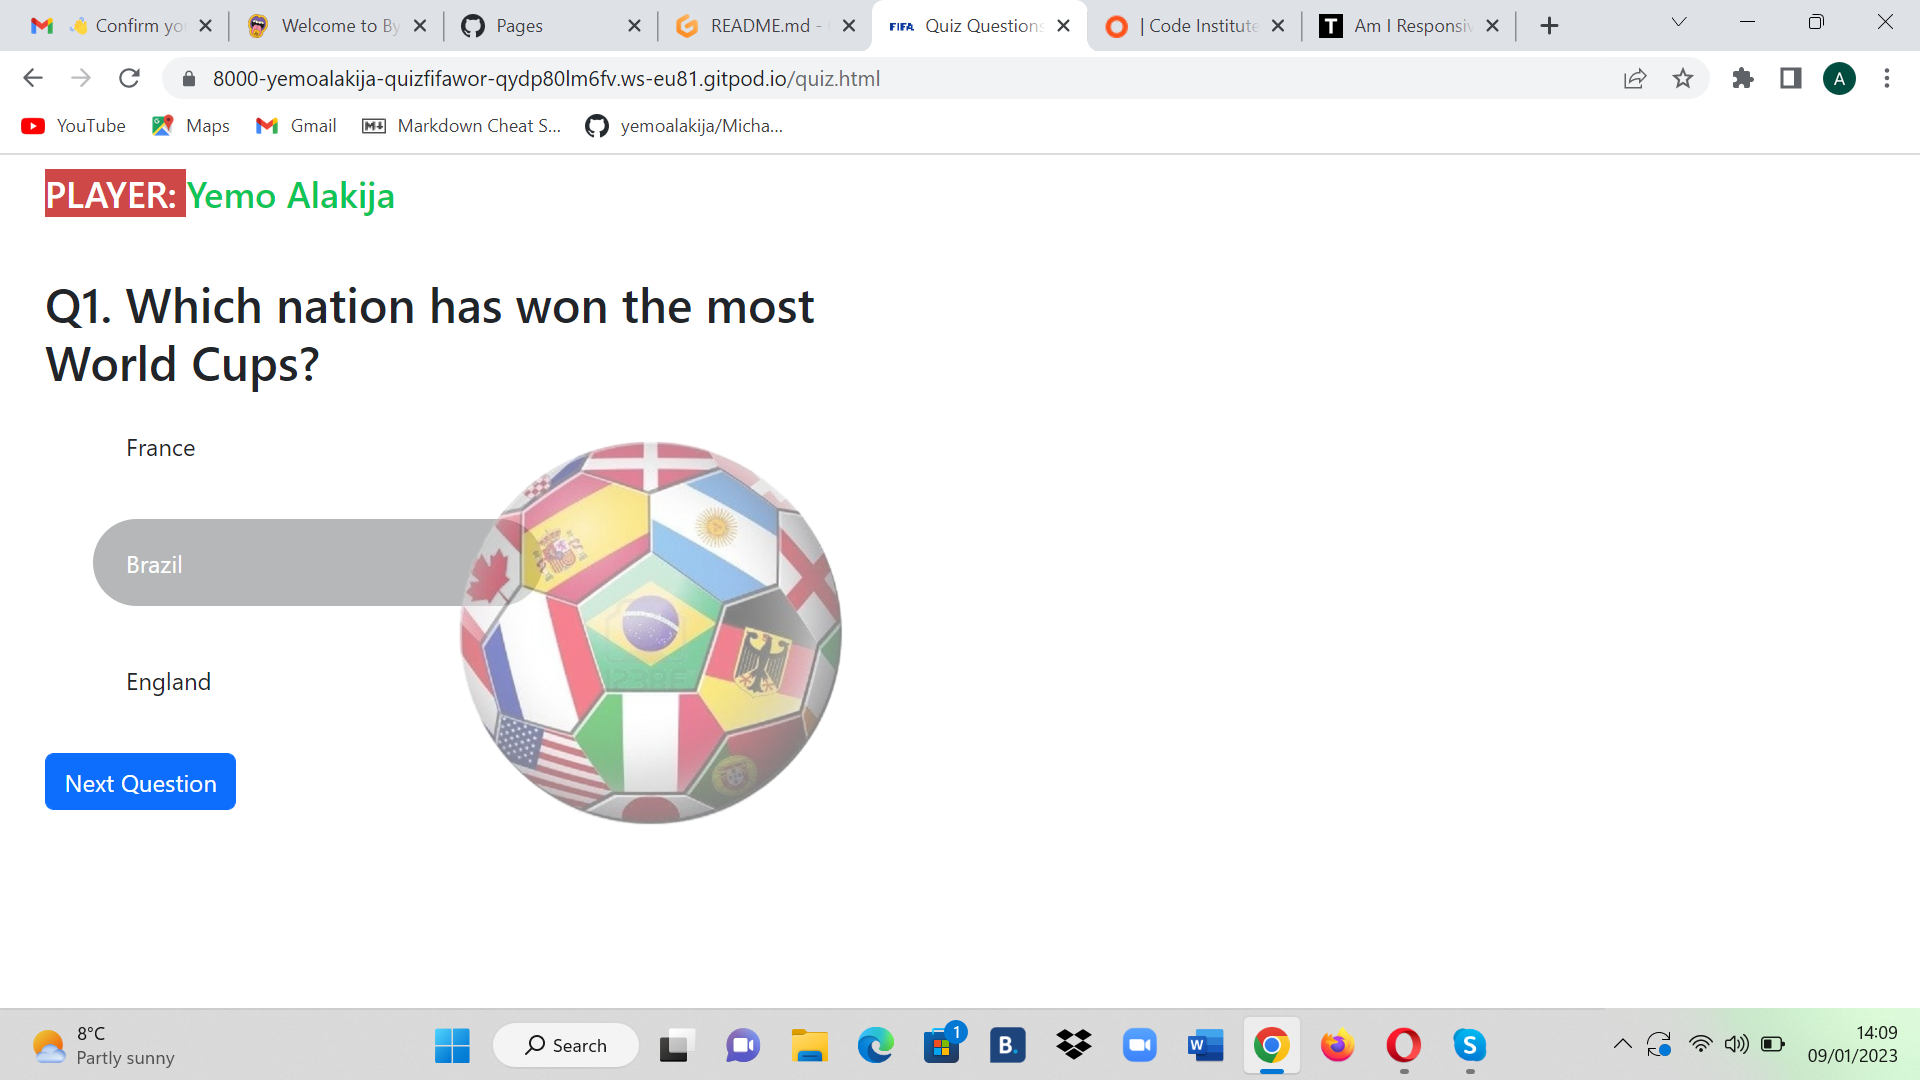 Confirm yo
Welcome to By
Pages
README.md -
FIFA
Quiz Questions
| Code Institute
T
Am I Responsiv
8000-yemoalakija-quizfifawor-qydp80lm6fv.ws-eu81.gitpod.io/quiz.html
A
YouTube
Maps
Gmail
Markdown Cheat S...
yemoalakija/Micha...
PLAYER: Yemo Alakija
Q1. Which nation has won the most
World Cups?
France
Brazil
England
Next Question
8°C
Partly sunny
Search
1
B.
W
S
14:09
09/01/2023